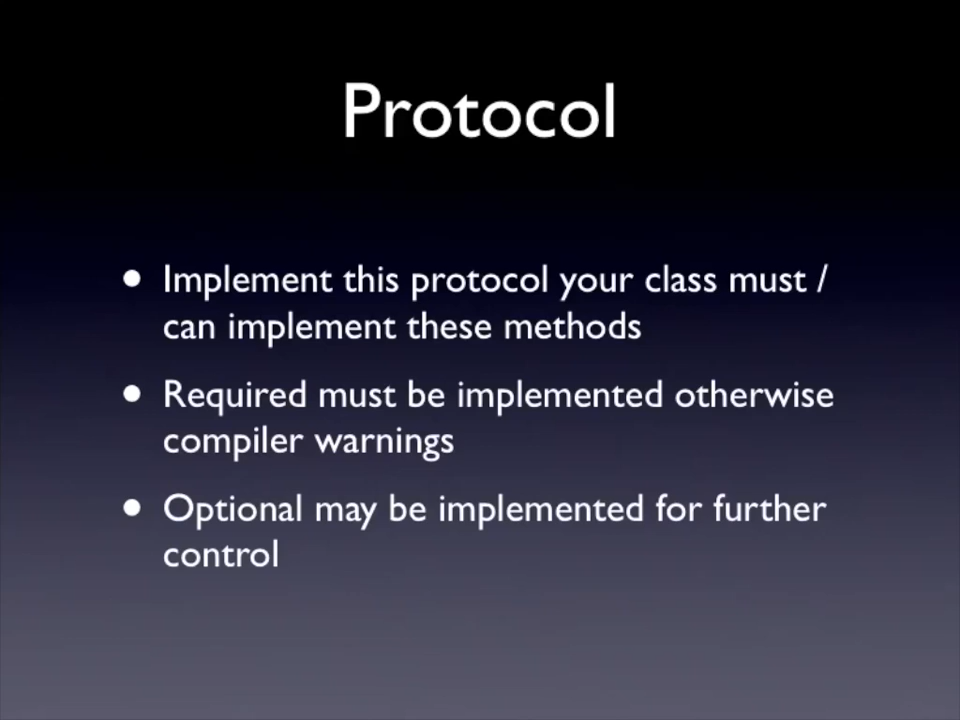 Protocol
• Implement this protocol your class must /
can implement these methods
• Required must be implemented otherwise
compiler warnings
• Optional may be implemented for further
control